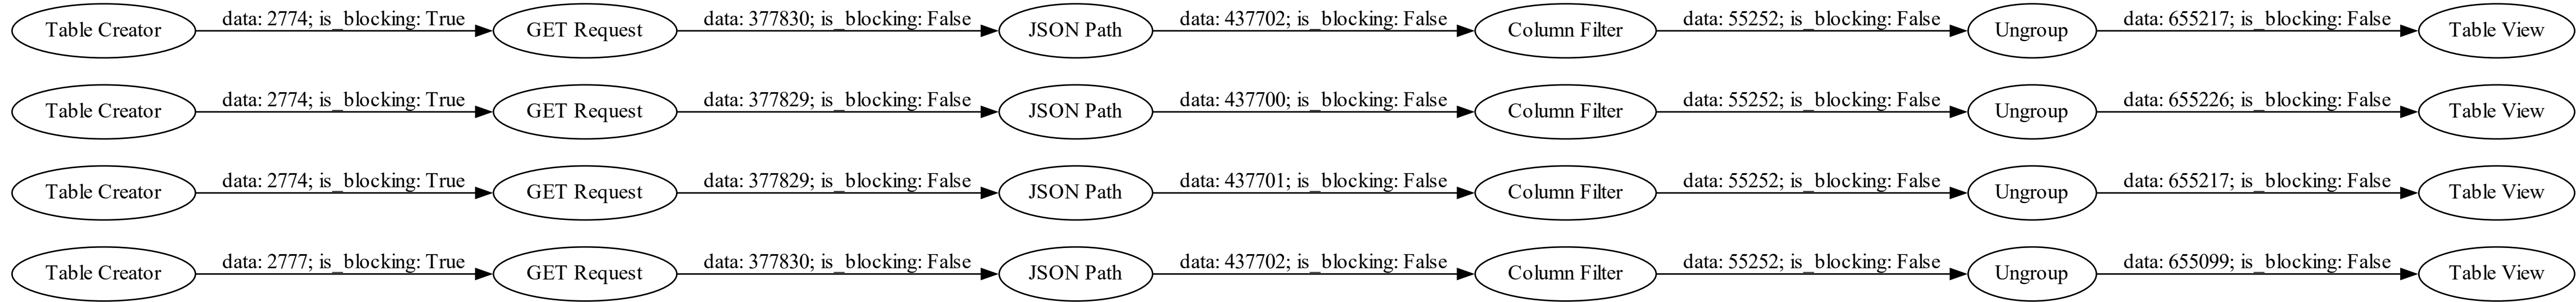 Table Creator data: 2774; is_blocking: True GET Request data: 377830; is_blocking: False JSON Path data: 437702; is_blocking: False Column Filter data: 55252; is_blocking: False Ungroup data: 655217; is_blocking: False Table View
Table Creator data: 2774; is_blocking: True GET Request data: 377829; is_blocking: False JSON Path data: 437700; is_blocking: False Column Filter data: 55252; is_blocking: False Ungroup data: 655226; is_blocking: False Table View
Table Creator data: 2774; is_blocking: True GET Request data: 377829; is_blocking: False JSON Path data: 437701; is_blocking: False Column Filter data: 55252; is_blocking: False Ungroup data: 655217; is_blocking: False Table View
Table Creator data: 2777; is_blocking: True GET Request data: 377830; is_blocking: False JSON Path data: 437702; is_blocking: False Column Filter data: 55252; is_blocking: False Ungroup data: 655099; is_blocking: False Table View